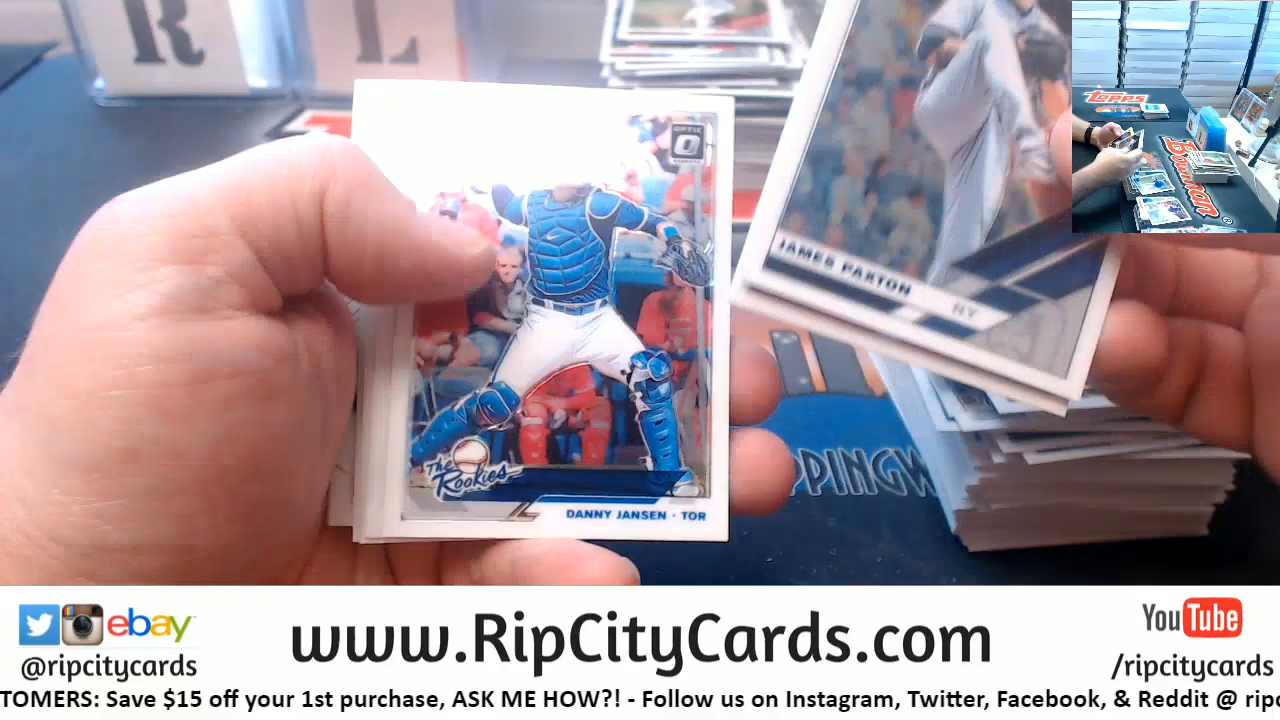 R
L
OPTIC
JAMES PAXTON NY
The Rookies
DANNY JANSEN · TOR
PPINGW
Topps
Bowman
ebay
@ripcitycards
www.RipCityCards.com
YouTube
/ripcitycards
TOMERS: Save $15 off your 1st purchase, ASK ME HOW?! - Follow us on Instagram, Twitter, Facebook, & Reddit @ ripc